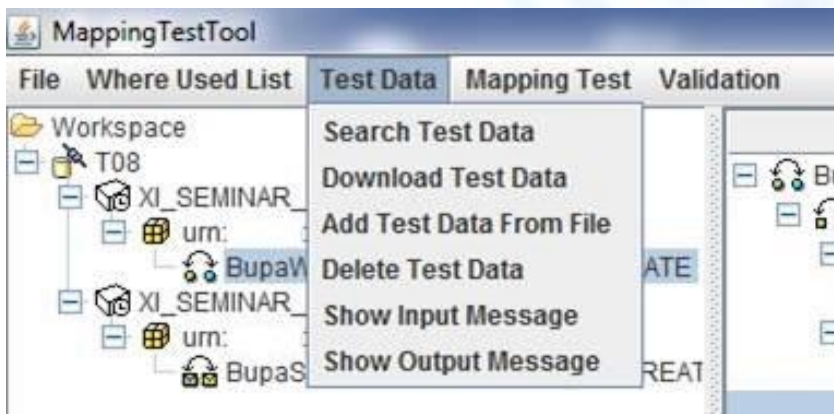 MappingTestTool
File Where Used List Test Data Mapping Test Validation
Workspace
T08
XI_SEMINAR_
urn:
BupaW ATE
XI_SEMINAR_
urn:
BupaS REAT
Search Test Data
Download Test Data
Add Test Data From File
Delete Test Data
Show Input Message
Show Output Message